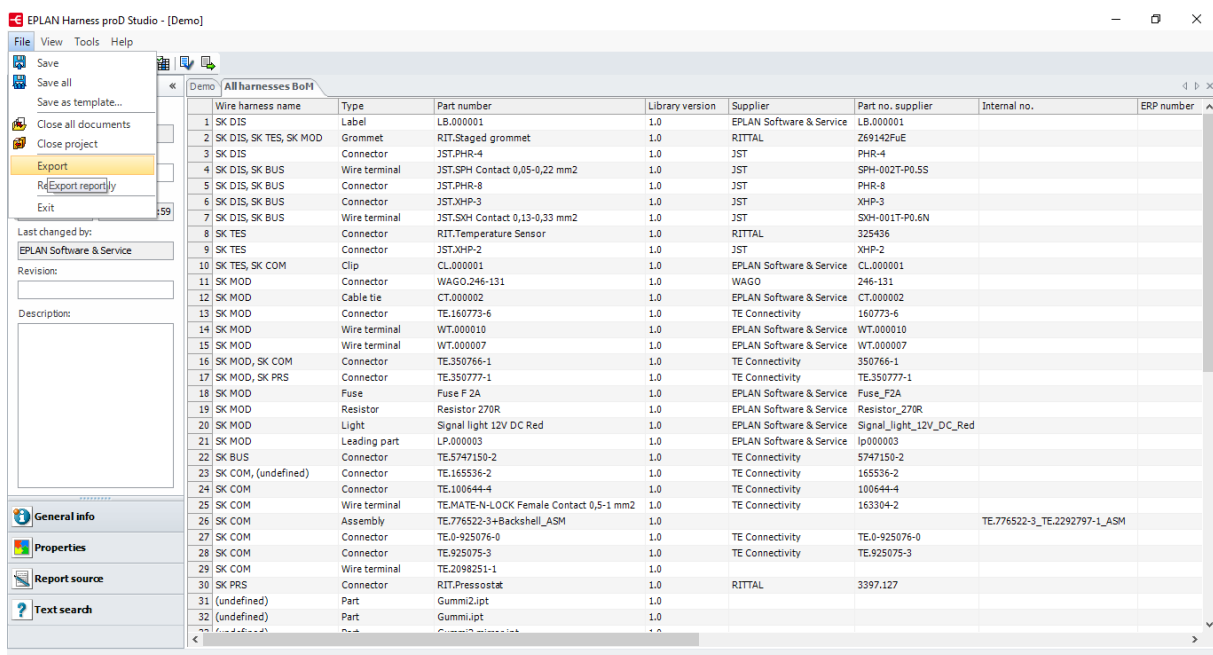 EPLAN Harness proD Studio - [Demo]
File View Tools Help
Save
Save all
Save as template...
Close all documents
Close project
Export
Re Export report ly
Exit
:59
Last changed by:
EPLAN Software & Service
Revision:
Description:
General info
Properties
Report source
Text search
Demo All harnesses BoM
Wire harness name Type Part number Library version Supplier Part no. supplier Internal no. ERP number
1 SK DIS Label LB.000001 1.0 EPLAN Software & Service LB.000001
2 SK DIS, SK TES, SK MOD Grommet RIT.Staged grommet 1.0 RITTAL Z69142FuE
3 SK DIS Connector JST.PHR-4 1.0 JST PHR-4
4 SK DIS, SK BUS Wire terminal JST.SPH Contact 0,05-0,22 mm2 1.0 JST SPH-002T-P0.5S
5 SK DIS, SK BUS Connector JST.PHR-8 1.0 JST PHR-8
6 SK DIS, SK BUS Connector JST.XHP-3 1.0 JST XHP-3
7 SK DIS, SK BUS Wire terminal JST.SXH Contact 0,13-0,33 mm2 1.0 JST SXH-001T-P0.6N
8 SK TES Connector RIT.Temperature Sensor 1.0 RITTAL 325436
9 SK TES Connector JST.XHP-2 1.0 JST XHP-2
10 SK TES, SK COM Clip CL.000001 1.0 EPLAN Software & Service CL.000001
11 SK MOD Connector WAGO.246-131 1.0 WAGO 246-131
12 SK MOD Cable tie CT.000002 1.0 EPLAN Software & Service CT.000002
13 SK MOD Connector TE.160773-6 1.0 TE Connectivity 160773-6
14 SK MOD Wire terminal WT.000010 1.0 EPLAN Software & Service WT.000010
15 SK MOD Wire terminal WT.000007 1.0 EPLAN Software & Service WT.000007
16 SK MOD, SK COM Connector TE.350766-1 1.0 TE Connectivity 350766-1
17 SK MOD, SK PRS Connector TE.350777-1 1.0 TE Connectivity TE.350777-1
18 SK MOD Fuse Fuse F 2A 1.0 EPLAN Software & Service Fuse_F2A
19 SK MOD Resistor Resistor 270R 1.0 EPLAN Software & Service Resistor_270R
20 SK MOD Light Signal light 12V DC Red 1.0 EPLAN Software & Service Signal_light_12V_DC_Red
21 SK MOD Leading part LP.000003 1.0 EPLAN Software & Service lp000003
22 SK BUS Connector TE.5747150-2 1.0 TE Connectivity 5747150-2
23 SK COM, (undefined) Connector TE.165536-2 1.0 TE Connectivity 165536-2
24 SK COM Connector TE.100644-4 1.0 TE Connectivity 100644-4
25 SK COM Wire terminal TE.MATE-N-LOCK Female Contact 0,5-1 mm2 1.0 TE Connectivity 163304-2
26 SK COM Assembly TE.776522-3+Backshell_ASM 1.0 TE.776522-3_TE.2292797-1_ASM
27 SK COM Connector TE.0-925076-0 1.0 TE Connectivity TE.0-925076-0
28 SK COM Connector TE.925075-3 1.0 TE Connectivity TE.925075-3
29 SK COM Wire terminal TE.2098251-1 1.0
30 SK PRS Connector RIT.Pressostat 1.0 RITTAL 3397.127
31 (undefined) Part Gummi2.ipt 1.0
32 (undefined) Part Gummi.ipt 1.0